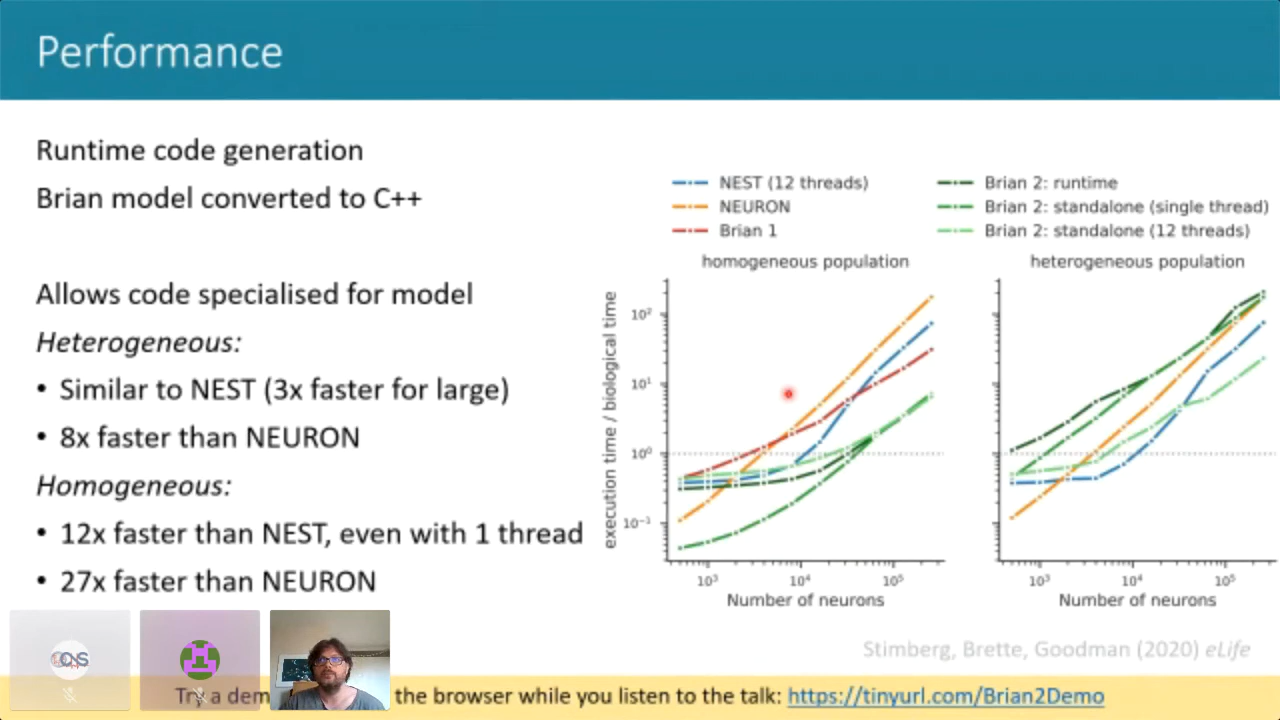 Performance
Runtime code generation
Brian model converted to C++
Allows code specialised for model
Heterogeneous:
• Similar to NEST (3x faster for large)
• 8x faster than NEURON
Homogeneous:
• 12x faster than NEST, even with 1 thread
• 27x faster than NEURON
NEST (12 threads)
NEURON
Brian 1
Brian 2: runtime
Brian 2: standalone (single thread)
Brian 2: standalone (12 threads)
homogeneous population
execution time / biological time
10²
10¹
10⁰
10⁻¹
10³ 10⁴ 10⁵
Number of neurons
heterogeneous population
10³ 10⁴ 10⁵
Number of neurons
Stimberg, Brette, Goodman (2020) eLife
Try a dem the browser while you listen to the talk: https://tinyurl.com/Brian2Demo